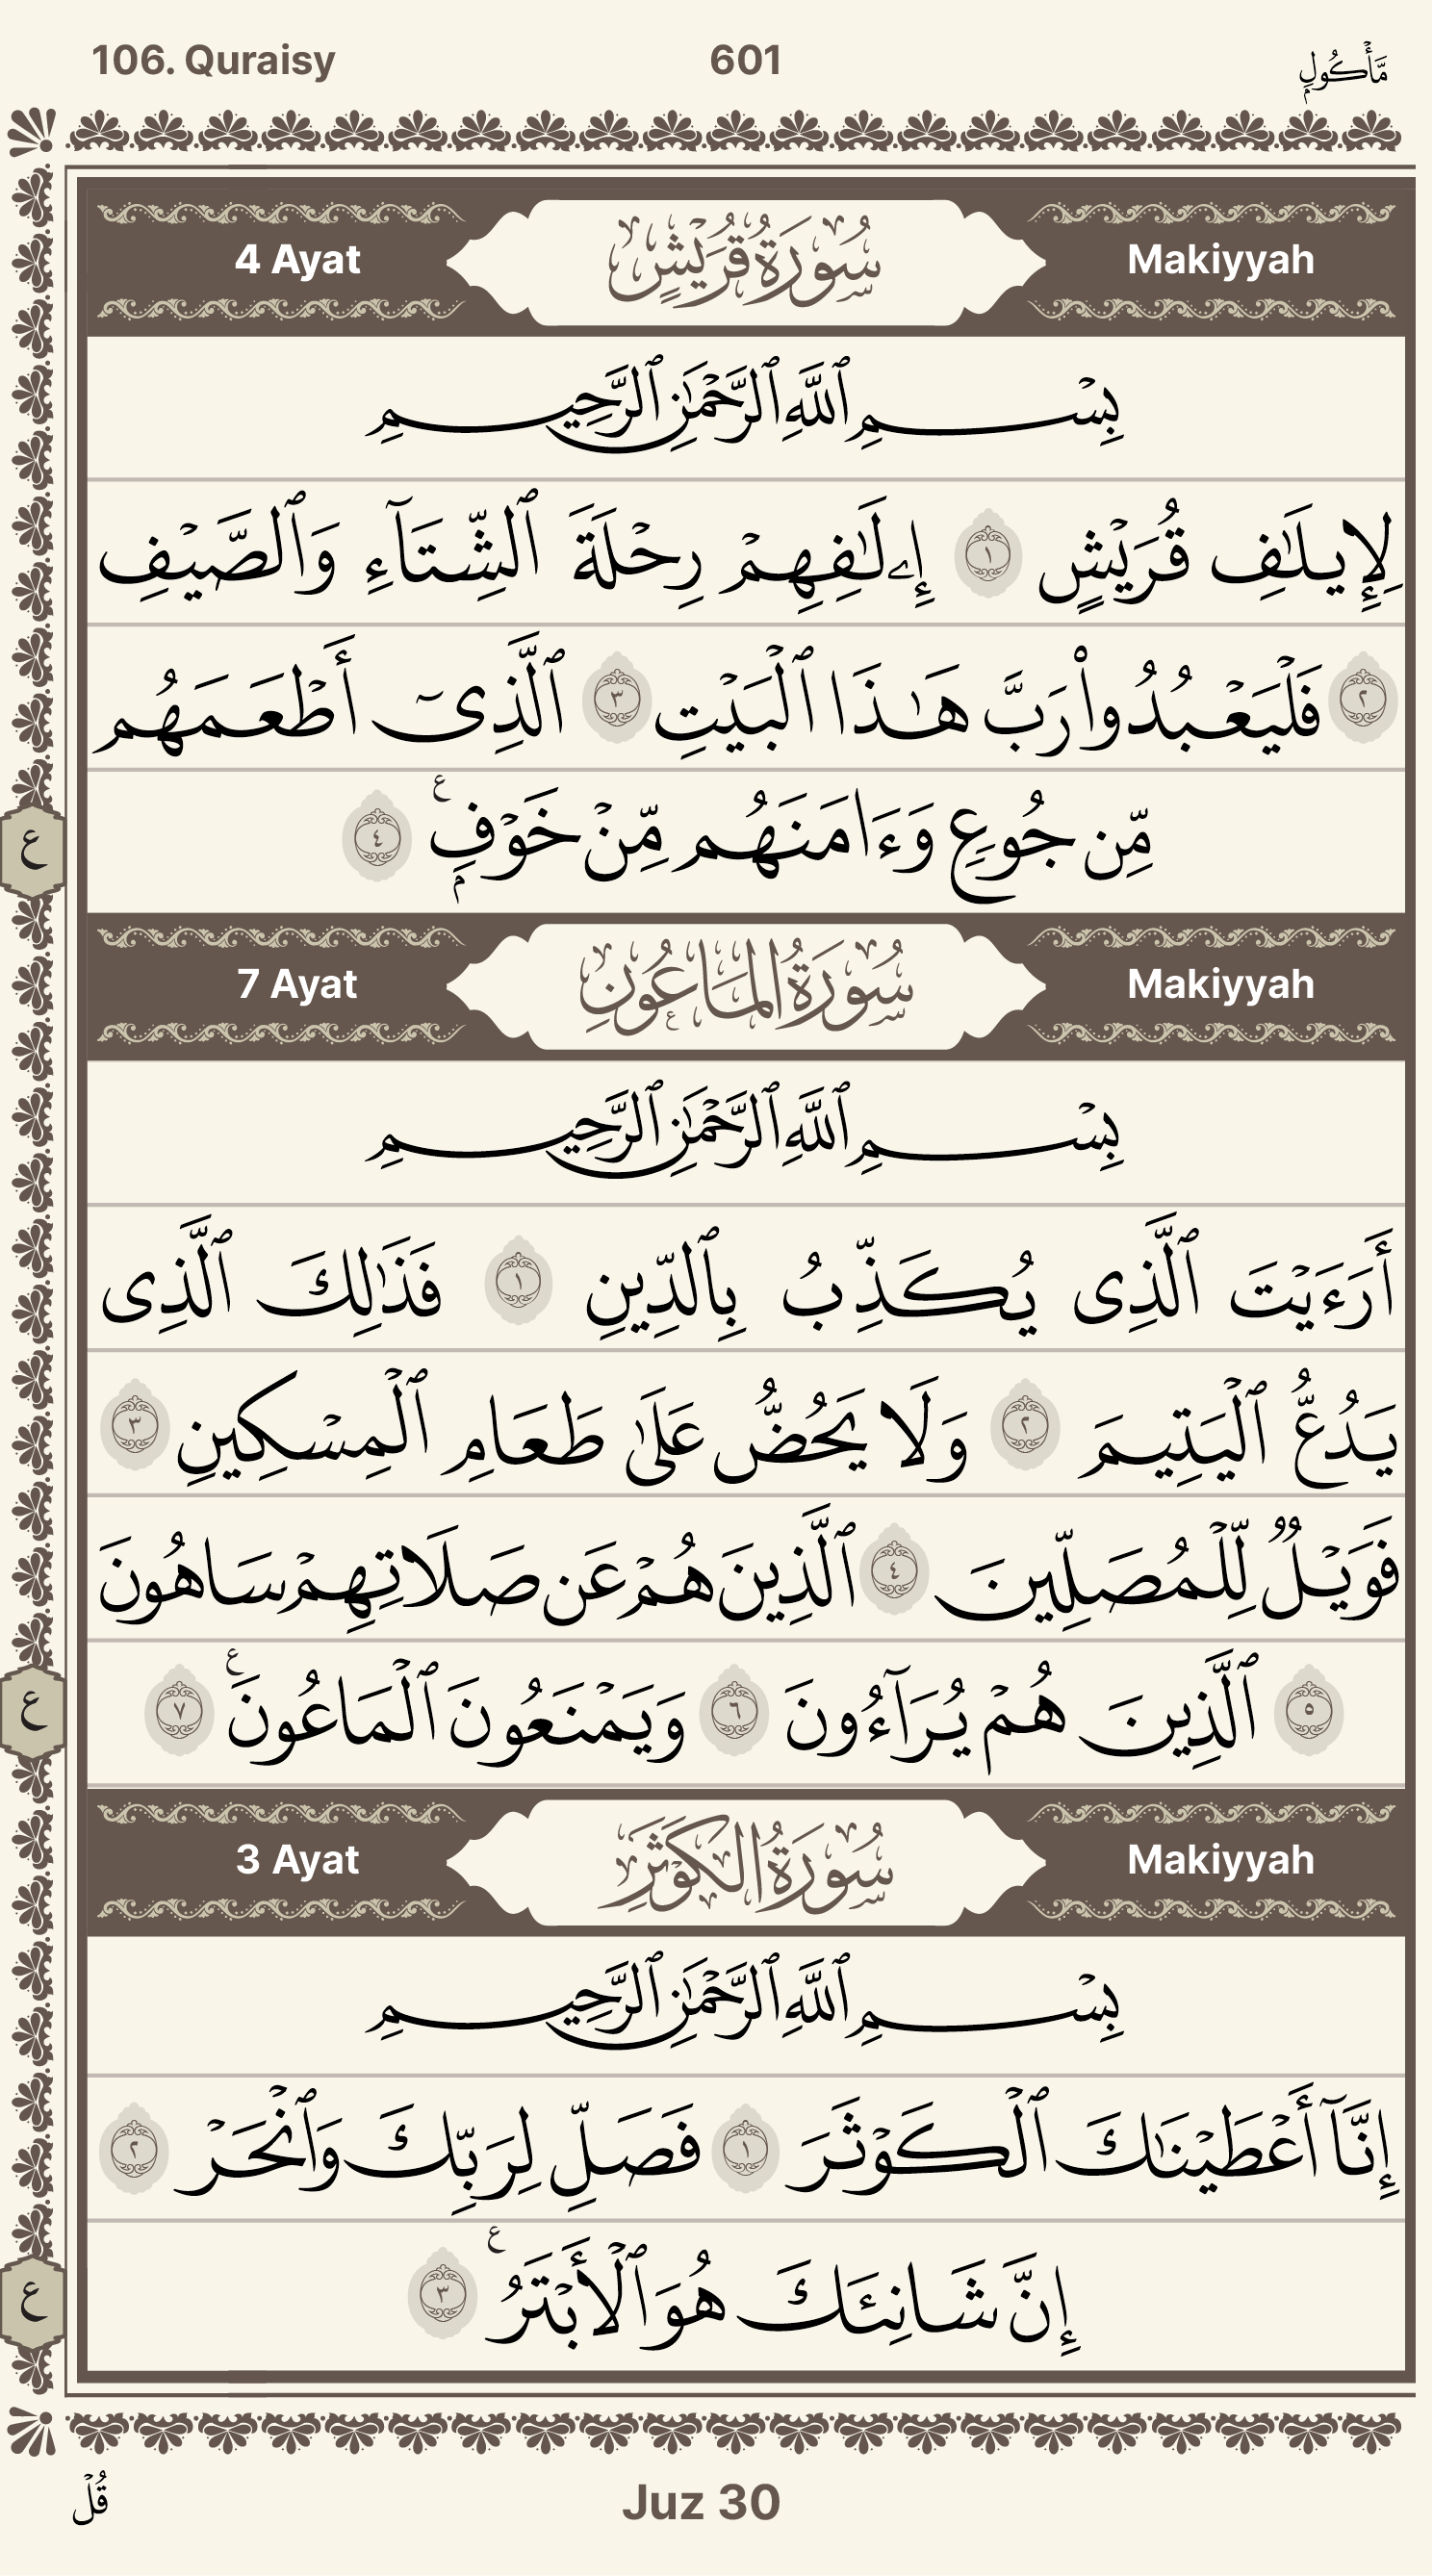 106. Quraisy 601 مَّأۡكُولِۭ
4 Ayat سُورَةُ قُرَيۡشٍ Makiyyah
بِسۡمِ ٱللَّهِ ٱلرَّحۡمَٰنِ ٱلرَّحِيمِ
لِإِيلَٰفِ قُرَيۡشٍ ١ إِۦلَٰفِهِمۡ رِحۡلَةَ ٱلشِّتَآءِ وَٱلصَّيۡفِ
٢ فَلۡيَعۡبُدُواْ رَبَّ هَٰذَا ٱلۡبَيۡتِ ٣ ٱلَّذِيٓ أَطۡعَمَهُم
مِّن جُوعٖ وَءَامَنَهُم مِّنۡ خَوۡفِۭ ع ٤
ع
7 Ayat سُورَةُ المَاعُونِ Makiyyah
بِسۡمِ ٱللَّهِ ٱلرَّحۡمَٰنِ ٱلرَّحِيمِ
أَرَءَيۡتَ ٱلَّذِي يُكَذِّبُ بِٱلدِّينِ ١ فَذَٰلِكَ ٱلَّذِي
يَدُعُّ ٱلۡيَتِيمَ ٢ وَلَا يَحُضُّ عَلَىٰ طَعَامِ ٱلۡمِسۡكِينِ ٣
فَوَيۡلٞ لِّلۡمُصَلِّينَ ٤ ٱلَّذِينَ هُمۡ عَن صَلَاتِهِمۡ سَاهُونَ
٥ ٱلَّذِينَ هُمۡ يُرَآءُونَ ٦ وَيَمۡنَعُونَ ٱلۡمَاعُونَ ع ٧
ع
3 Ayat سُورَةُ الكَوۡثَرِ Makiyyah
بِسۡمِ ٱللَّهِ ٱلرَّحۡمَٰنِ ٱلرَّحِيمِ
إِنَّآ أَعۡطَيۡنَٰكَ ٱلۡكَوۡثَرَ ١ فَصَلِّ لِرَبِّكَ وَٱنۡحَرۡ ٢
إِنَّ شَانِئَكَ هُوَ ٱلۡأَبۡتَرُ ع ٣
ع
قُلۡ Juz 30